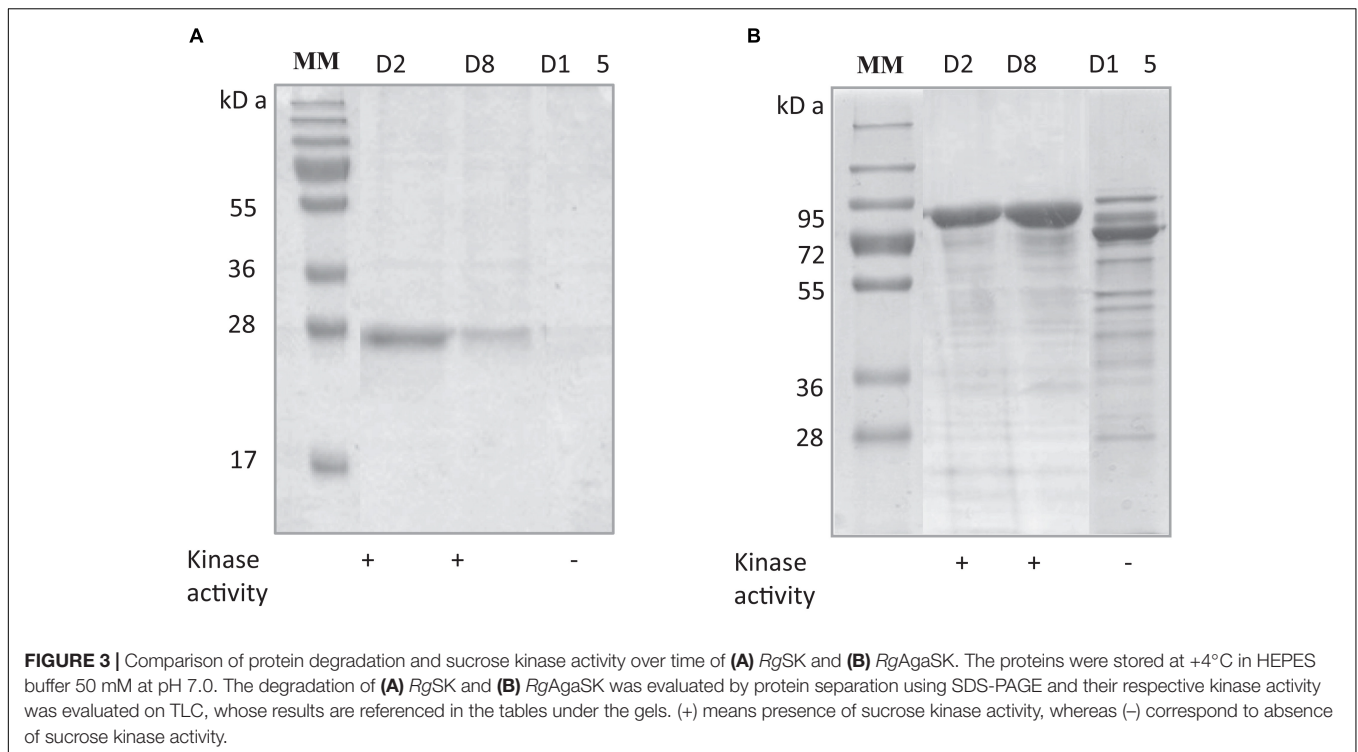 A
MM D2 D8 D1 5
kD a
55
36
28
17
Kinase
activity
+ + -
B
MM D2 D8 D1 5
kD a
95
72
55
36
28
Kinase
activity
+ + -
FIGURE 3 | Comparison of protein degradation and sucrose kinase activity over time of (A) RgSK and (B) RgAgaSK. The proteins were stored at +4°C in HEPES
buffer 50 mM at pH 7.0. The degradation of (A) RgSK and (B) RgAgaSK was evaluated by protein separation using SDS-PAGE and their respective kinase activity
was evaluated on TLC, whose results are referenced in the tables under the gels. (+) means presence of sucrose kinase activity, whereas (–) correspond to absence
of sucrose kinase activity.